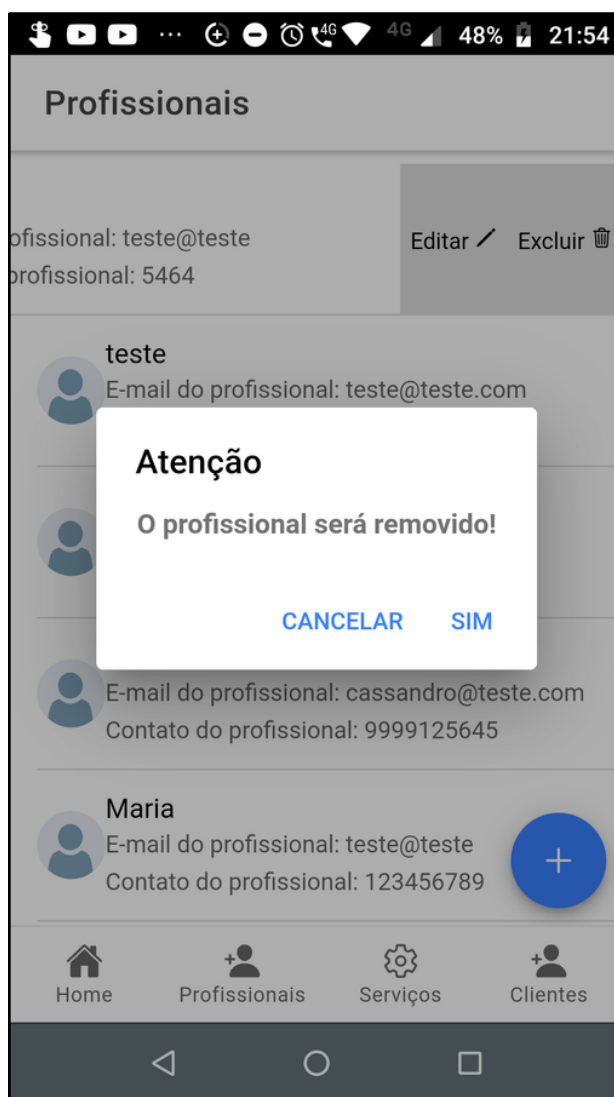 4G 4G 48% 21:54
Profissionais
ofissional: teste@teste
profissional: 5464
Editar Excluir
teste
E-mail do profissional: teste@teste.com
Atenção
O profissional será removido!
CANCELAR SIM
E-mail do profissional: cassandro@teste.com
Contato do profissional: 9999125645
Maria
E-mail do profissional: teste@teste
Contato do profissional: 123456789
+
Home Profissionais Serviços Clientes